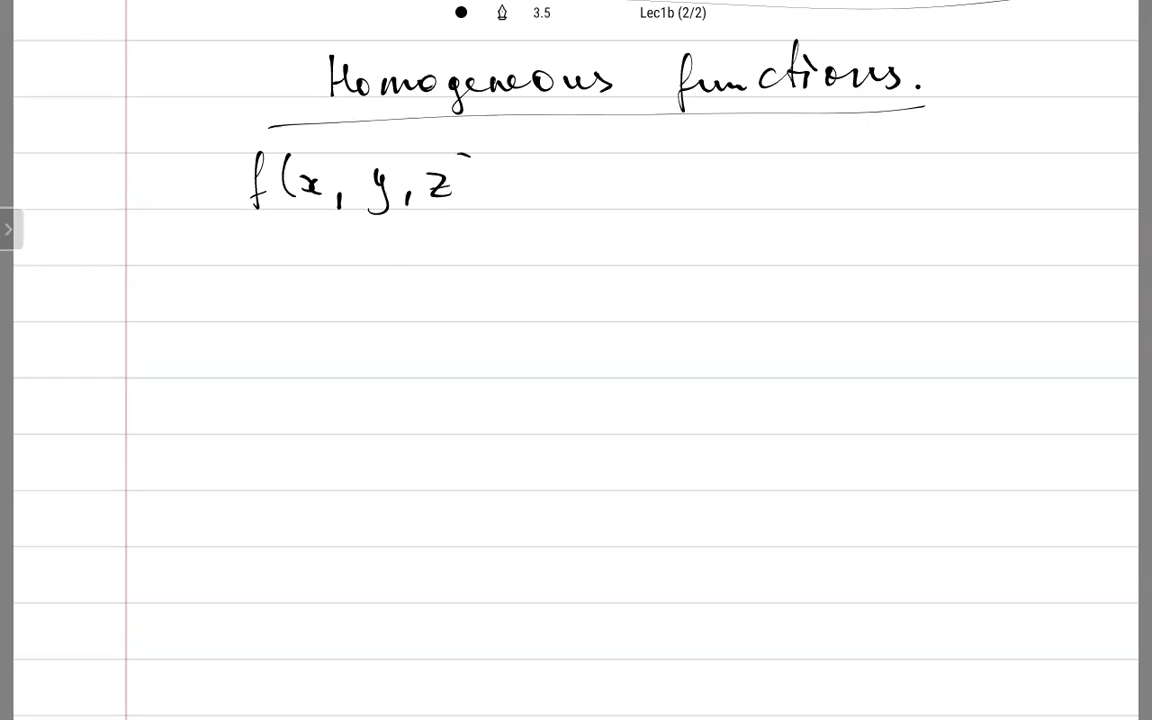 3.5 Lec1b (2/2)
Homogeneous functions.
f(x, y, z